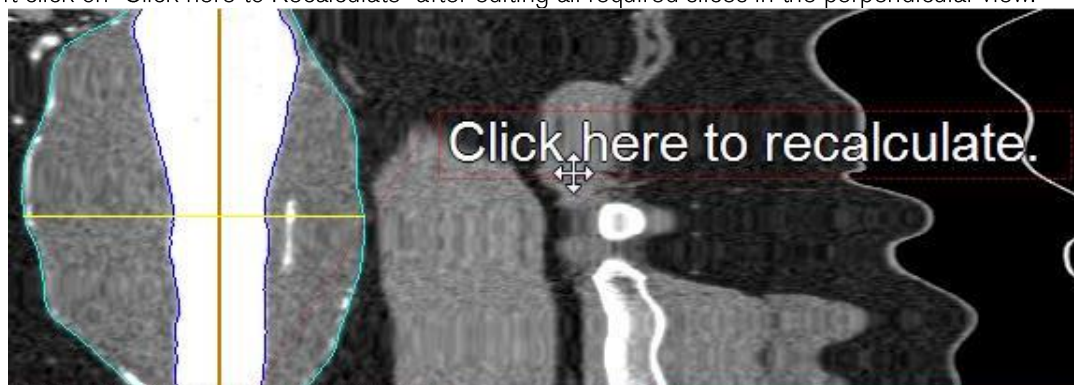 click on "Click here to Recalculate" after editing all required slices in the perpendicular view.
Click here to recalculate.